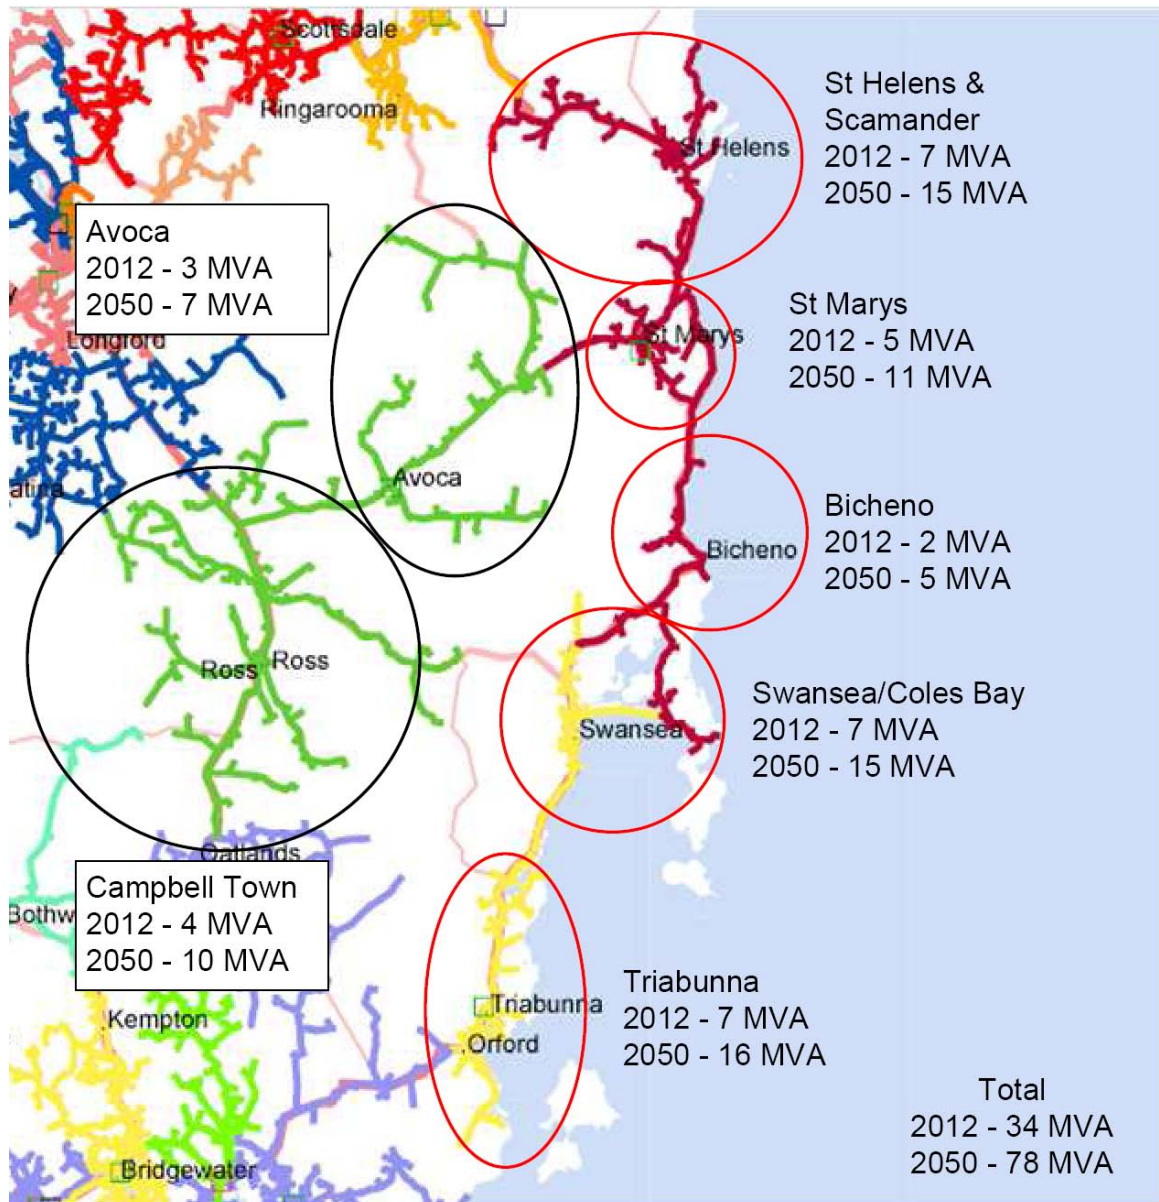 Scottsdale
Ringarooma
St Helens &
Scamander
2012 - 7 MVA
2050 - 15 MVA
St Helens
Avoca
2012 - 3 MVA
2050 - 7 MVA
Longford
St Marys
St Marys
2012 - 5 MVA
2050 - 11 MVA
Avoca
atina
Bicheno
2012 - 2 MVA
2050 - 5 MVA
Bicheno
Ross
Ross
Swansea/Coles Bay
2012 - 7 MVA
2050 - 15 MVA
Swansea
Oatlands
Campbell Town
2012 - 4 MVA
2050 - 10 MVA
Bothw
Triabunna
2012 - 7 MVA
2050 - 16 MVA
Triabunna
Orford
Kempton
Total
2012 - 34 MVA
2050 - 78 MVA
Bridgewater